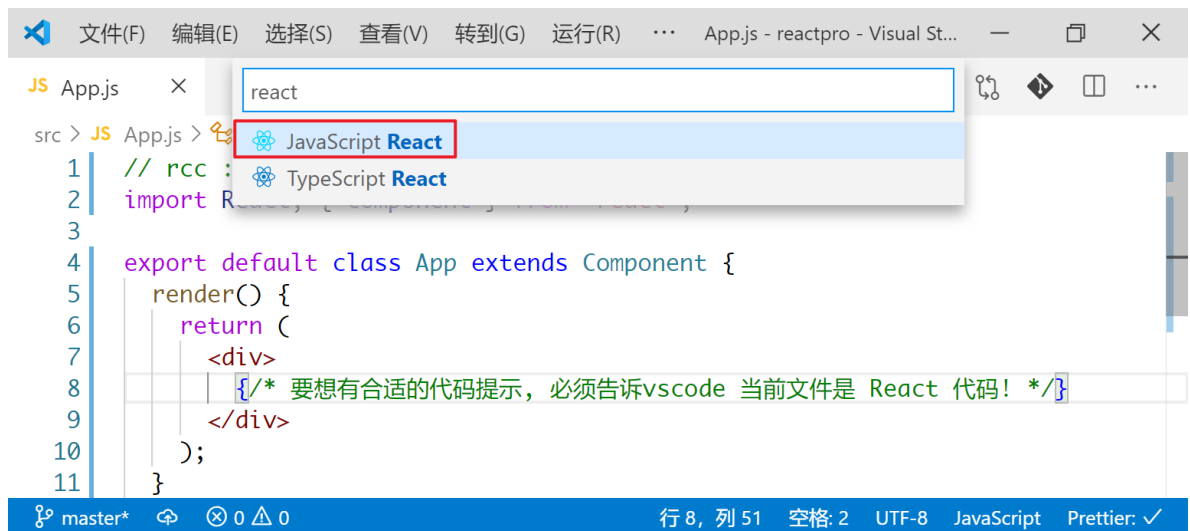 文件(F) 编辑(E) 选择(S) 查看(V) 转到(G) 运行(R) ··· App.js - reactpro - Visual St...
JS App.js
react
src > JS App.js >
JavaScript React
TypeScript React
1 // rcc :
2 import React, { Component } from "react";
3
4 export default class App extends Component {
5 render() {
6 return (
7 <div>
8 {/* 要想有合适的代码提示, 必须告诉vscode 当前文件是 React 代码! */}
9 </div>
10 );
11 }
master* 0 0 行 8, 列 51 空格: 2 UTF-8 JavaScript Prettier: ✓